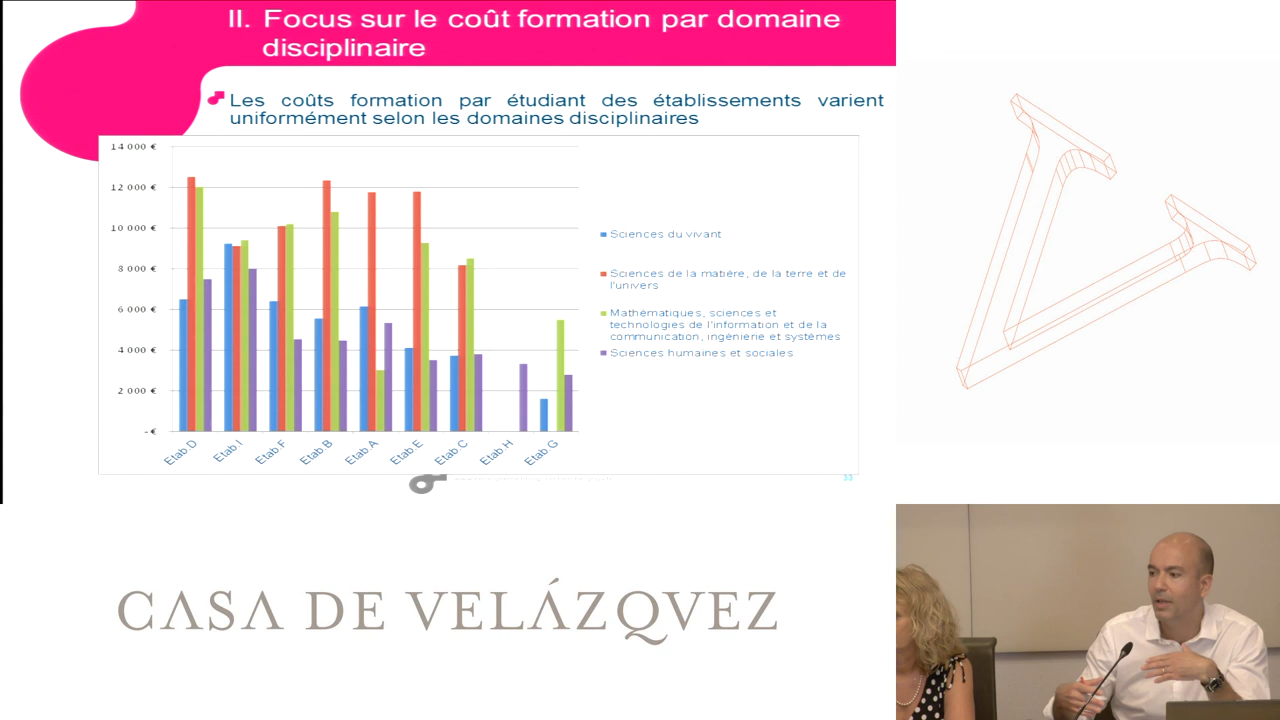 II. Focus sur le coût formation par domaine
disciplinaire
Les coûts formation par étudiant des établissements varient
uniformément selon les domaines disciplinaires
14 000 €
12 000 €
10 000 €
8 000 €
6 000 €
4 000 €
2 000 €
- €
Etab.D
Etab.I
Etab.F
Etab.B
Etab.A
Etab.E
Etab.C
Etab.H
Etab.G
Sciences du vivant
Sciences de la matière, de la terre et de
l'univers
Mathématiques, sciences et
technologies de l'information et de la
communication, ingénierie et systèmes
Sciences humaines et sociales
33
CASA DE VELÁZQVEZ